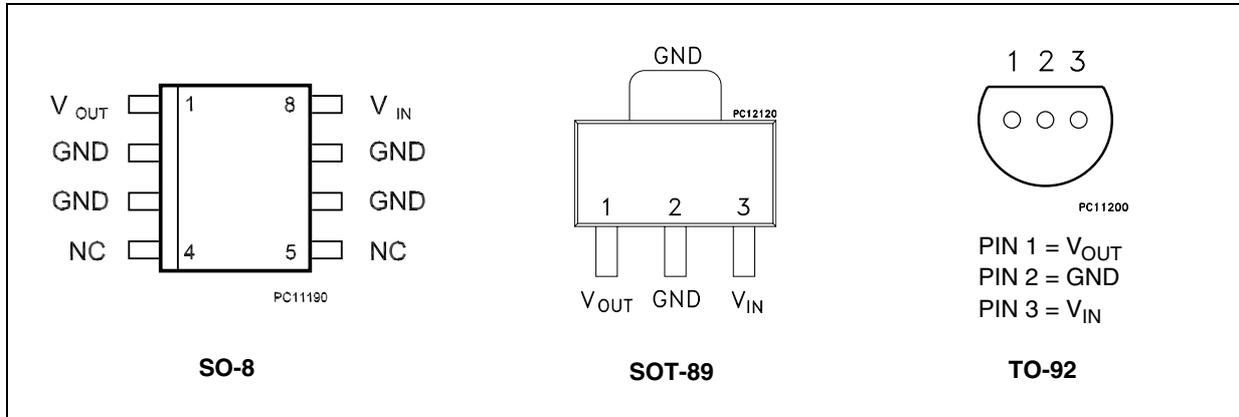 V OUT 1 8 V IN
GND GND
GND GND
NC 4 5 NC
PC11190
SO-8
GND
PC12120
1 2 3
VOUT GND VIN
SOT-89
1 2 3
PC11200
PIN 1 = VOUT
PIN 2 = GND
PIN 3 = VIN
TO-92